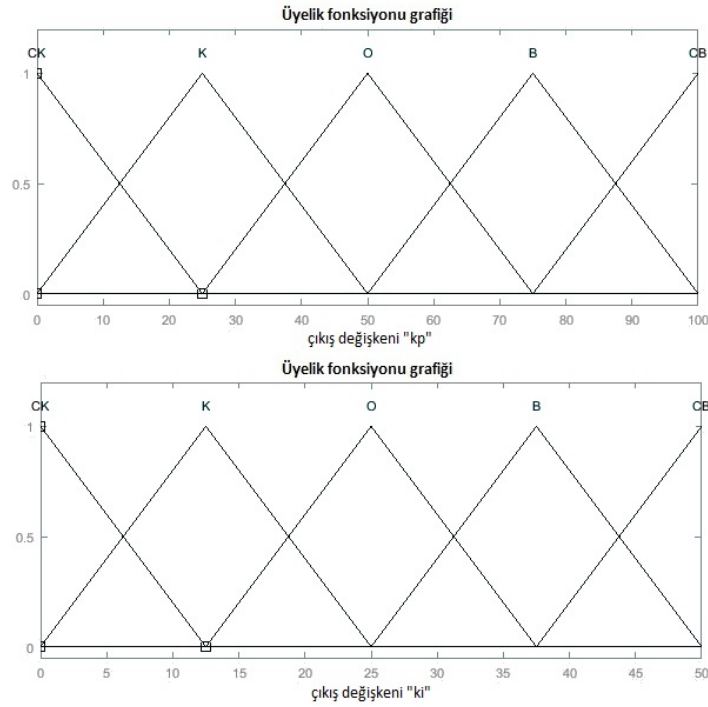 Üyelik fonksiyonu grafiği
CK K O B CB
1
0.5
0
0 10 20 30 40 50 60 70 80 90 100
çıkış değişkeni "kp"
Üyelik fonksiyonu grafiği
CK K O B CB
1
0.5
0
0 5 10 15 20 25 30 35 40 45 50
çıkış değişkeni "ki"